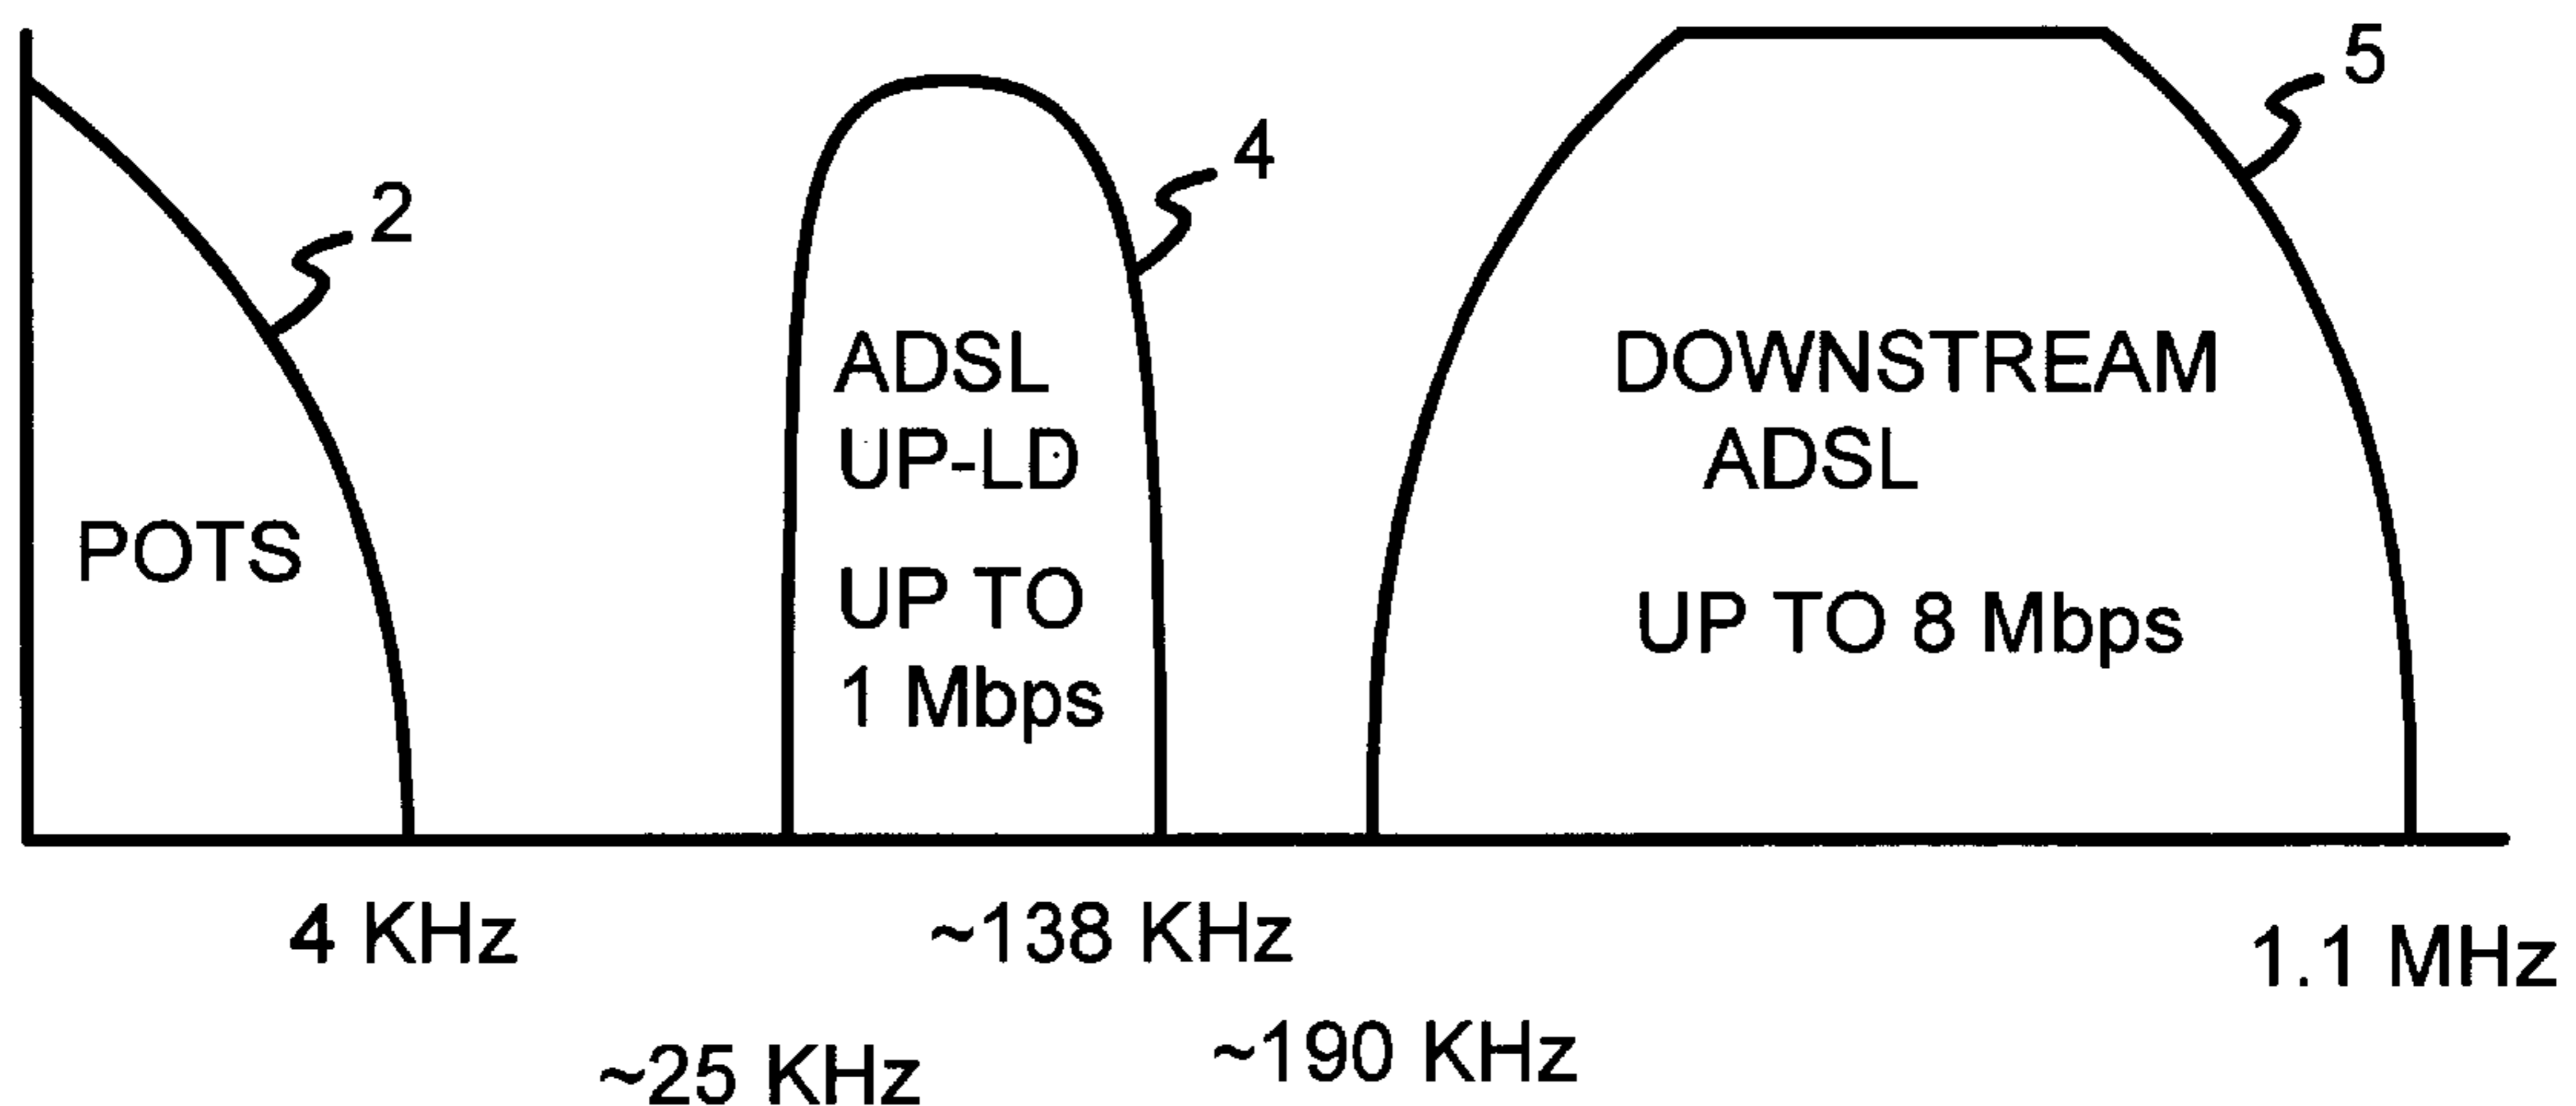 5
4
2
ADSL
UP-LD
UP TO
1 Mbps
DOWNSTREAM
ADSL
UP TO 8 Mbps
POTS
4 KHz
~138 KHz
1.1 MHz
~25 KHz
~190 KHz